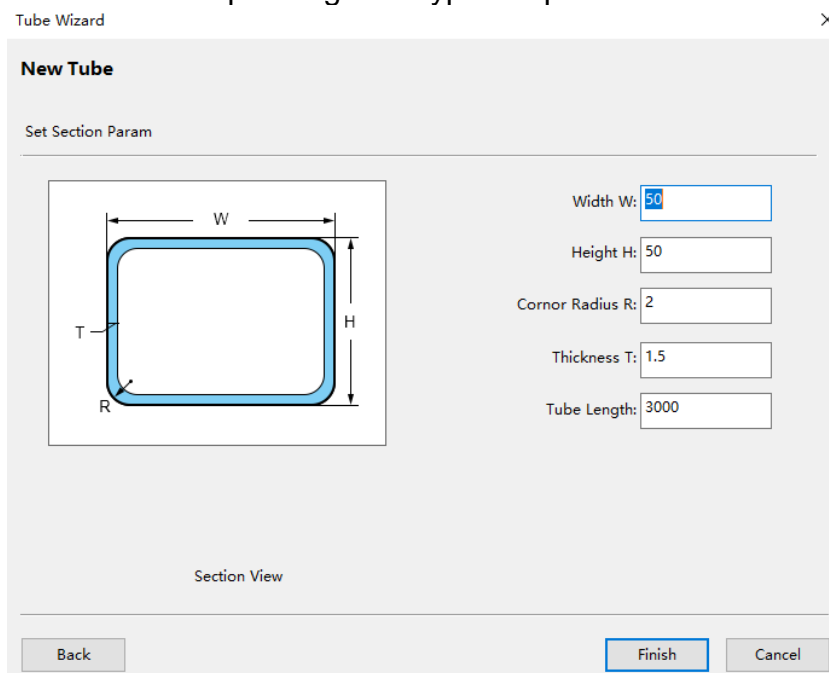 Tube Wizard
New Tube
Set Section Param
W
H
T
R
Width W: 50
Height H: 50
Cornor Radius R: 2
Thickness T: 1.5
Tube Length: 3000
Section View
Back
Finish
Cancel